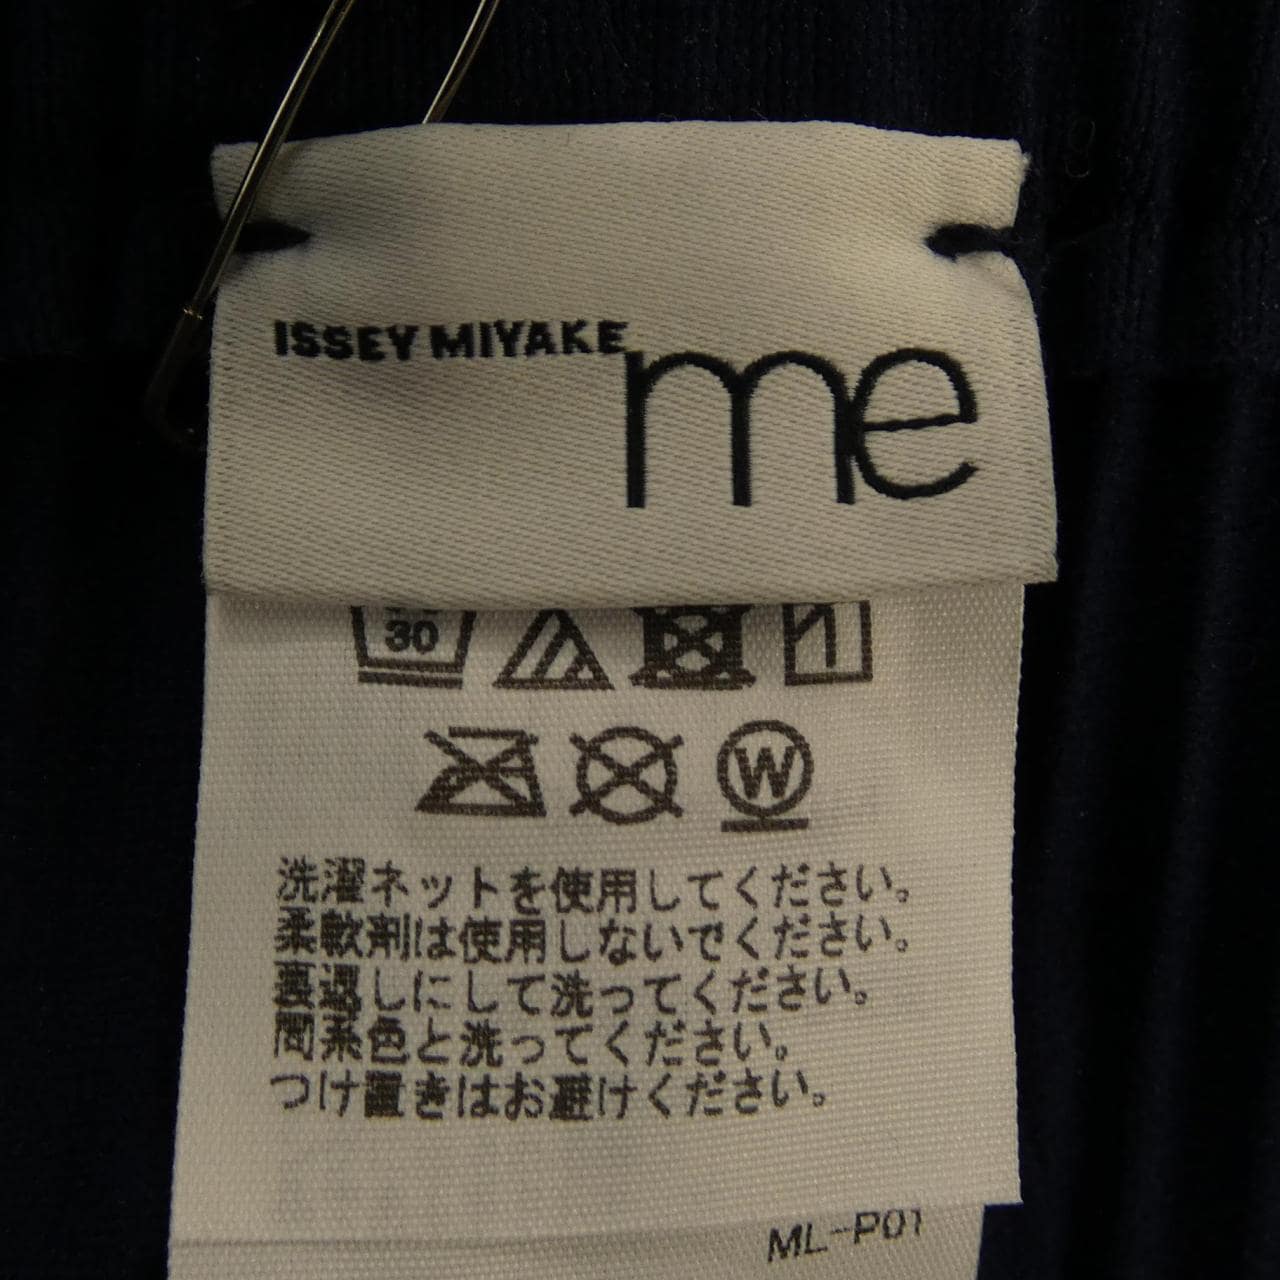 ISSEY MIYAKE
me
30
W
洗濯ネットを使用してください。
柔軟剤は使用しないでください。
裏返しにして洗ってください。
同系色と洗ってください。
つけ置きはお避けください。
ML-P01